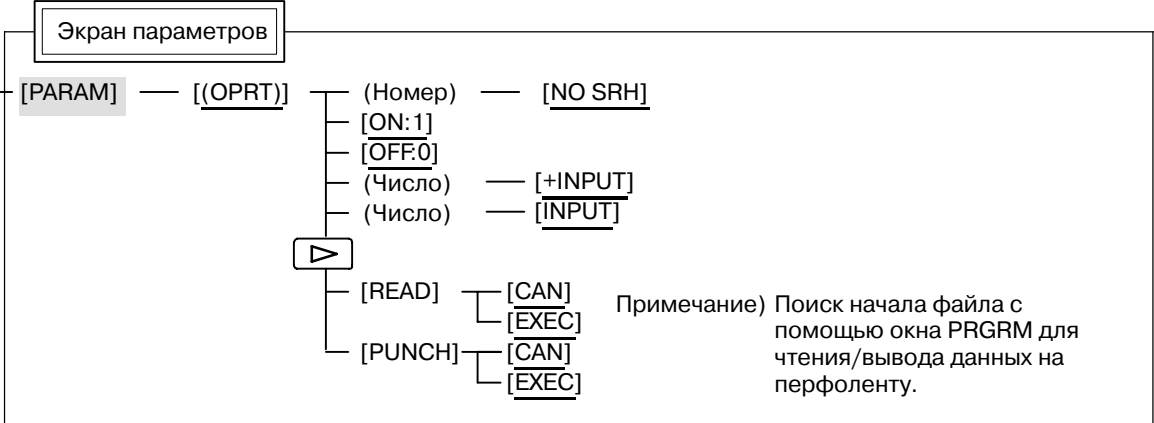 Экран параметров
[PARAM] [(OPRT)] (Номер) [NO SRH]
[ON:1]
[OFF:0]
(Число) [+INPUT]
(Число) [INPUT]
[READ] [CAN]
[EXEC]
[PUNCH] [CAN]
[EXEC]
Примечание) Поиск начала файла с
помощью окна PRGRM для
чтения/вывода данных на
перфоленту.